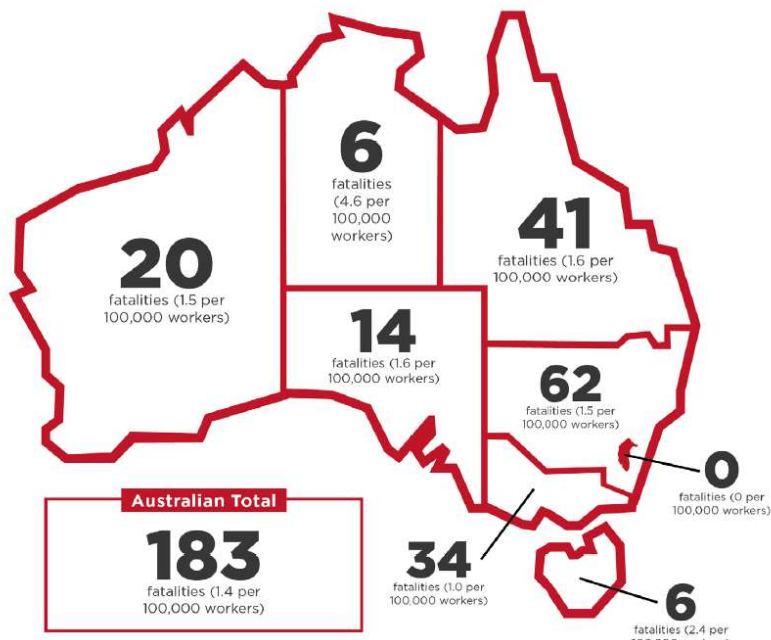 6
fatalities
(4.6 per
100,000
workers)
41
fatalities (1.6 per
100,000 workers)
20
fatalities (1.5 per
100,000 workers)
14
fatalities (1.6 per
100,000 workers)
62
fatalities (1.5 per
100,000 workers)
0
fatalities (0 per
100,000 workers)
Australian Total
183
fatalities (1.4 per
100,000 workers)
34
fatalities (1.0 per
100,000 workers)
6
fatalities (2.4 per